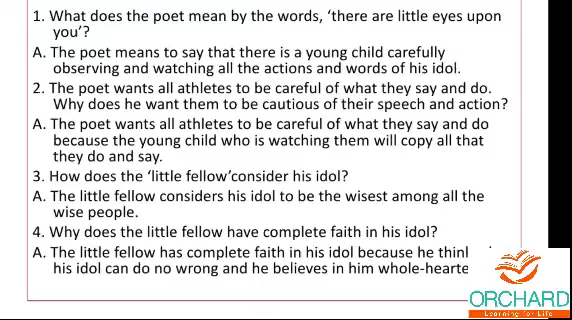 1. What does the poet mean by the words, ‘there are little eyes upon
you’?
A. The poet means to say that there is a young child carefully
observing and watching all the actions and words of his idol.
2. The poet wants all athletes to be careful of what they say and do.
Why does he want them to be cautious of their speech and action?
A. The poet wants all athletes to be careful of what they say and do
because the young child who is watching them will copy all that
they do and say.
3. How does the ‘little fellow’consider his idol?
A. The little fellow considers his idol to be the wisest among all the
wise people.
4. Why does the little fellow have complete faith in his idol?
A. The little fellow has complete faith in his idol because he
his idol can do no wrong and he believes in him
ORCHARD
Learning for Life